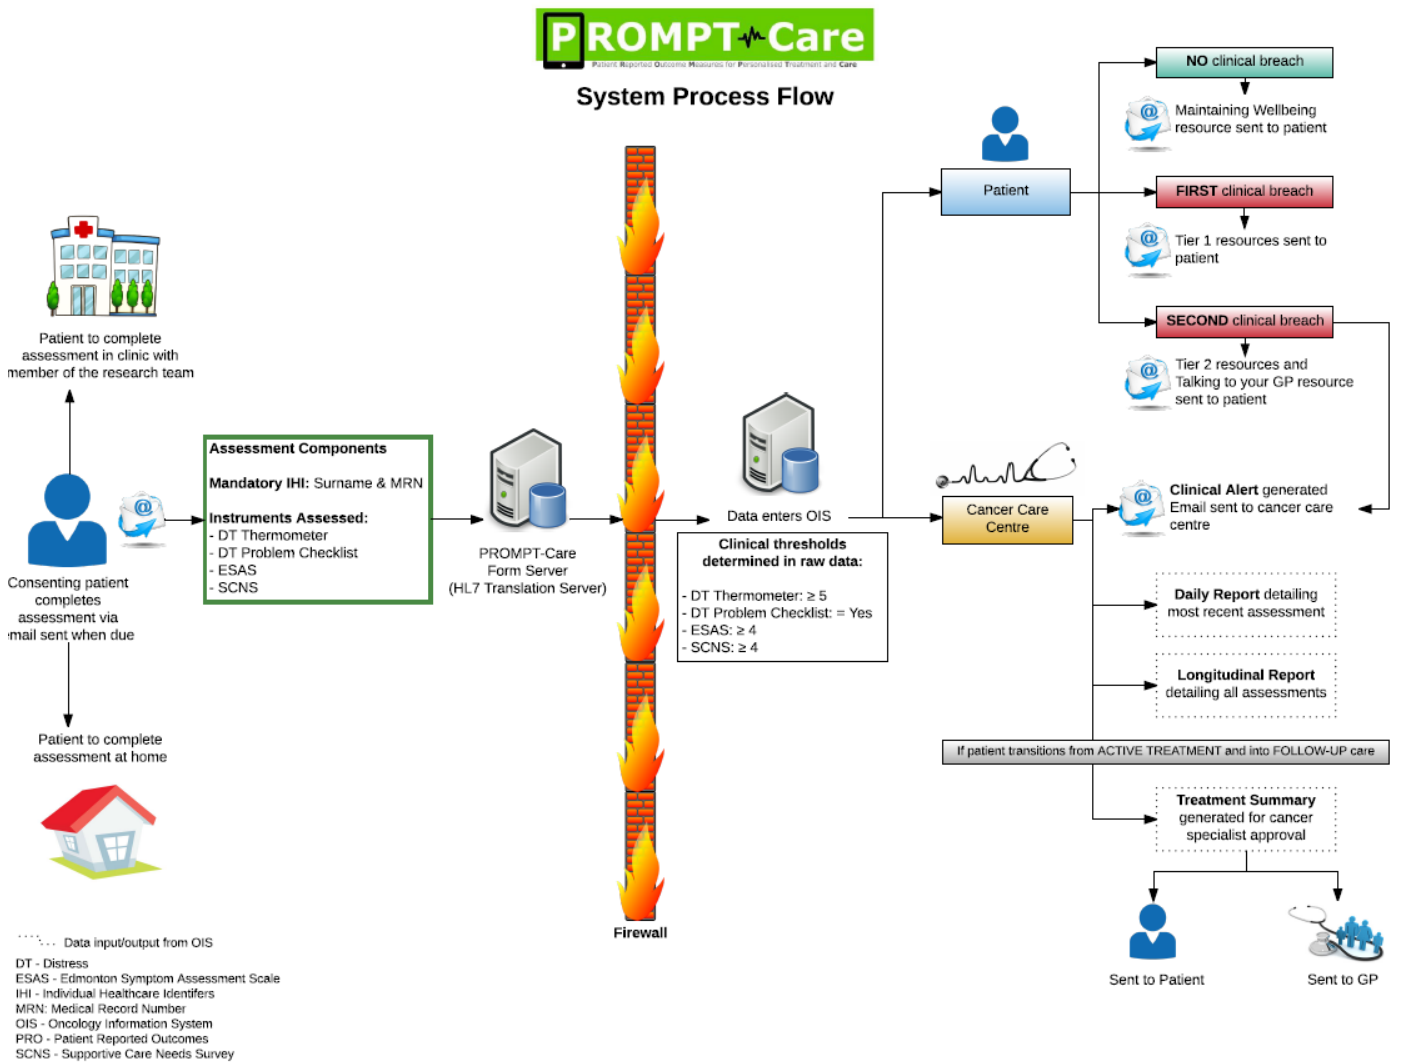 PROMPT Care
Patient Reported Outcome Measures for Personalised Treatment and Care
System Process Flow
Patient to complete
assessment in clinic with
member of the research team
Consenting patient
completes
assessment via
email sent when due
Patient to complete
assessment at home
Assessment Components
Mandatory IHI: Surname & MRN
Instruments Assessed:
- DT Thermometer
- DT Problem Checklist
- ESAS
- SCNS
PROMPT-Care
Form Server
(HL7 Translation Server)
Firewall
Data enters OIS
Clinical thresholds
determined in raw data:
- DT Thermometer: ≥ 5
- DT Problem Checklist: = Yes
- ESAS: ≥ 4
- SCNS: ≥ 4
Patient
NO clinical breach
Maintaining Wellbeing
resource sent to patient
FIRST clinical breach
Tier 1 resources sent to
patient
SECOND clinical breach
Tier 2 resources and
Talking to your GP resource
sent to patient
Cancer Care
Centre
Clinical Alert generated
Email sent to cancer care
centre
Daily Report detailing
most recent assessment
Longitudinal Report
detailing all assessments
If patient transitions from ACTIVE TREATMENT and into FOLLOW-UP care
Treatment Summary
generated for cancer
specialist approval
Sent to Patient
Sent to GP
Data input/output from OIS
DT - Distress
ESAS - Edmonton Symptom Assessment Scale
IHI - Individual Healthcare Identifers
MRN: Medical Record Number
OIS - Oncology Information System
PRO - Patient Reported Outcomes
SCNS - Supportive Care Needs Survey